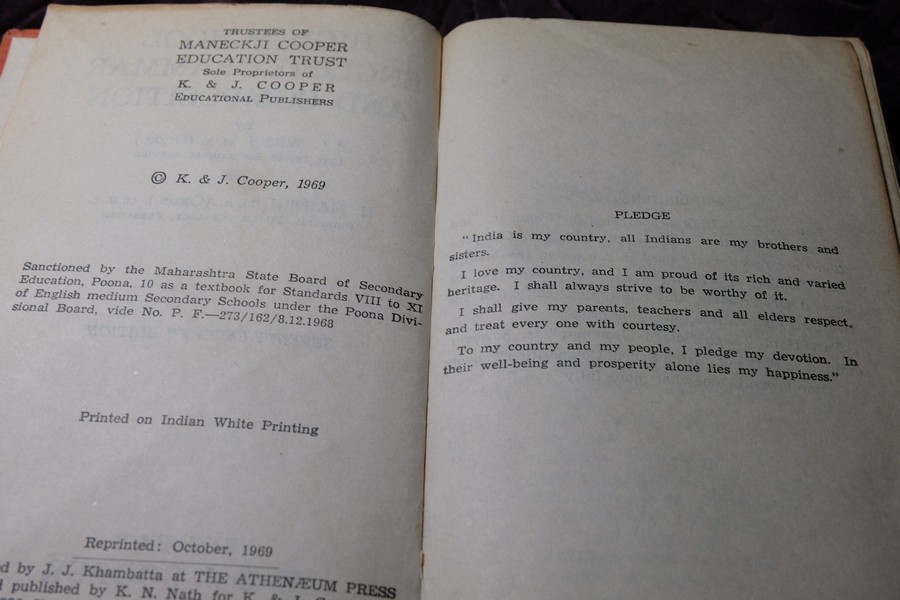 TRUSTEES OF
MANECKJI COOPER
EDUCATION TRUST
Sole Proprietors of
K. & J. COOPER
EDUCATIONAL PUBLISHERS
© K. & J. Cooper, 1969
Sanctioned by the Maharashtra State Board of Secondary
Education, Poona, 10 as a textbook for Standards VIII to XI
of English medium Secondary Schools under the Poona Divi-
sional Board, vide No. P. F.—273/162/8.12.1968
Printed on Indian White Printing
Reprinted: October, 1969
by J. J. Khambatta at THE ATHENÆUM PRESS
published by K. N. Nath for K. & J.
PLEDGE
"India is my country, all Indians are my brothers and
sisters.
I love my country, and I am proud of its rich and varied
heritage. I shall always strive to be worthy of it.
I shall give my parents, teachers and all elders respect,
and treat every one with courtesy.
To my country and my people, I pledge my devotion. In
their well-being and prosperity alone lies my happiness."